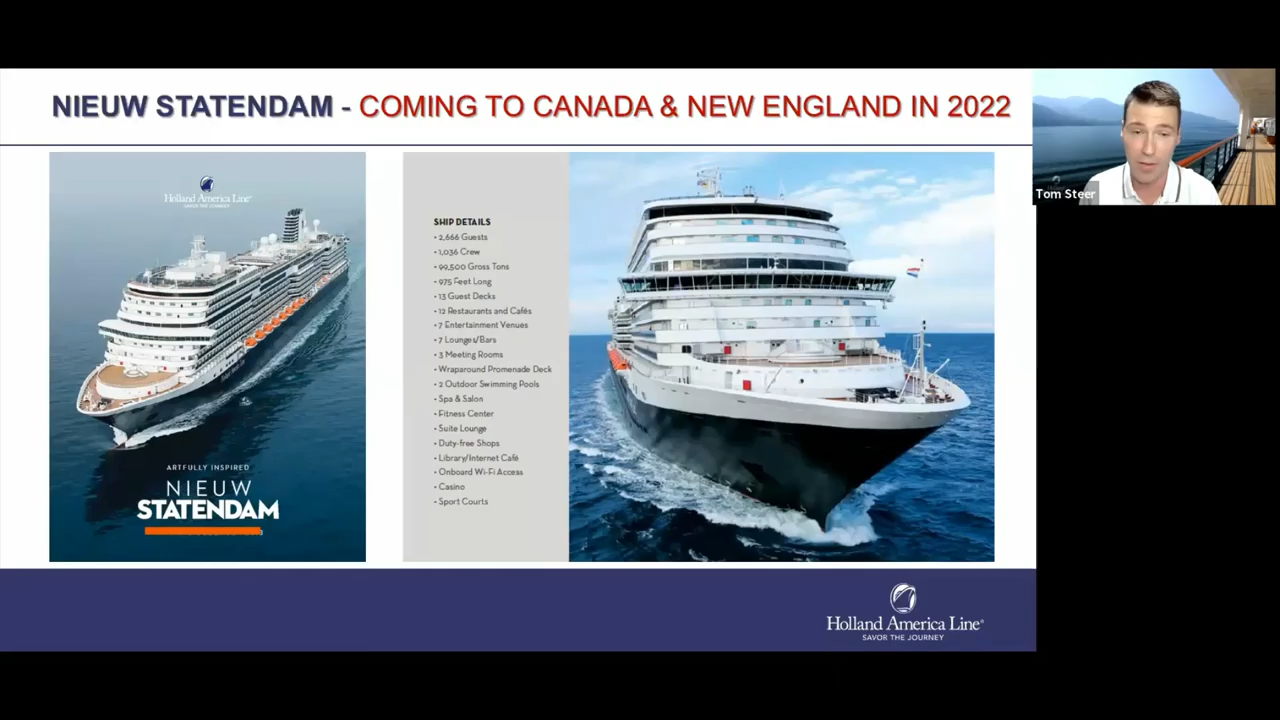 NIEUW STATENDAM - COMING TO CANADA & NEW ENGLAND IN 2022
Tom Steer
Holland America Line
SAVOR THE JOURNEY
ARTFULLY INSPIRED
NIEUW
STATENDAM
SHIP DETAILS
• 2,666 Guests
• 1,036 Crew
• 99,500 Gross Tons
• 975 Feet Long
• 13 Guest Decks
• 12 Restaurants and Cafés
• 7 Entertainment Venues
• 7 Lounges/Bars
• 3 Meeting Rooms
• Wraparound Promenade Deck
• 2 Outdoor Swimming Pools
• Spa & Salon
• Fitness Center
• Suite Lounge
• Duty-free Shops
• Library/Internet Café
• Onboard Wi-Fi Access
• Casino
• Sport Courts
Holland America Line®
SAVOR THE JOURNEY